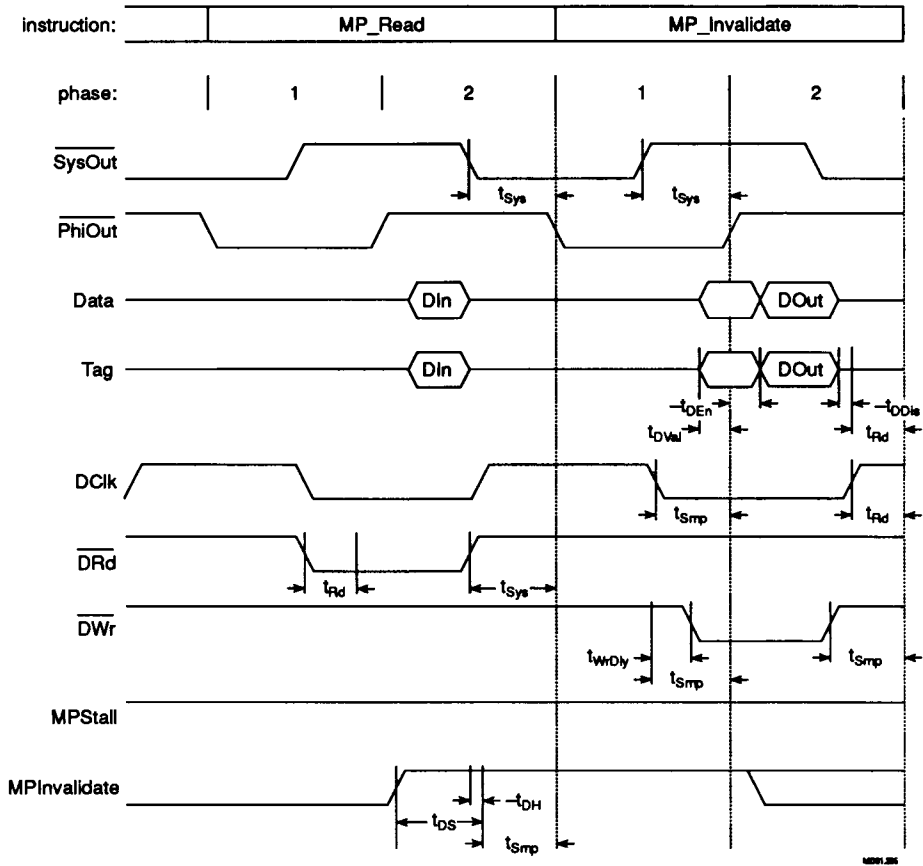 instruction: MP_Read MP_Invalidate
phase: 1 2 1 2
SysOut
tSys tSys
PhiOut
Data DIn DOut
Tag DIn DOut
–tDEn –tDDis
tDVal tRd
DClk
tSmp tRd
DRd
tRd tSys
DWr
tWrDly tSmp
tSmp
MPStall
MPInvalidate
–tDH
tDS
tSmp